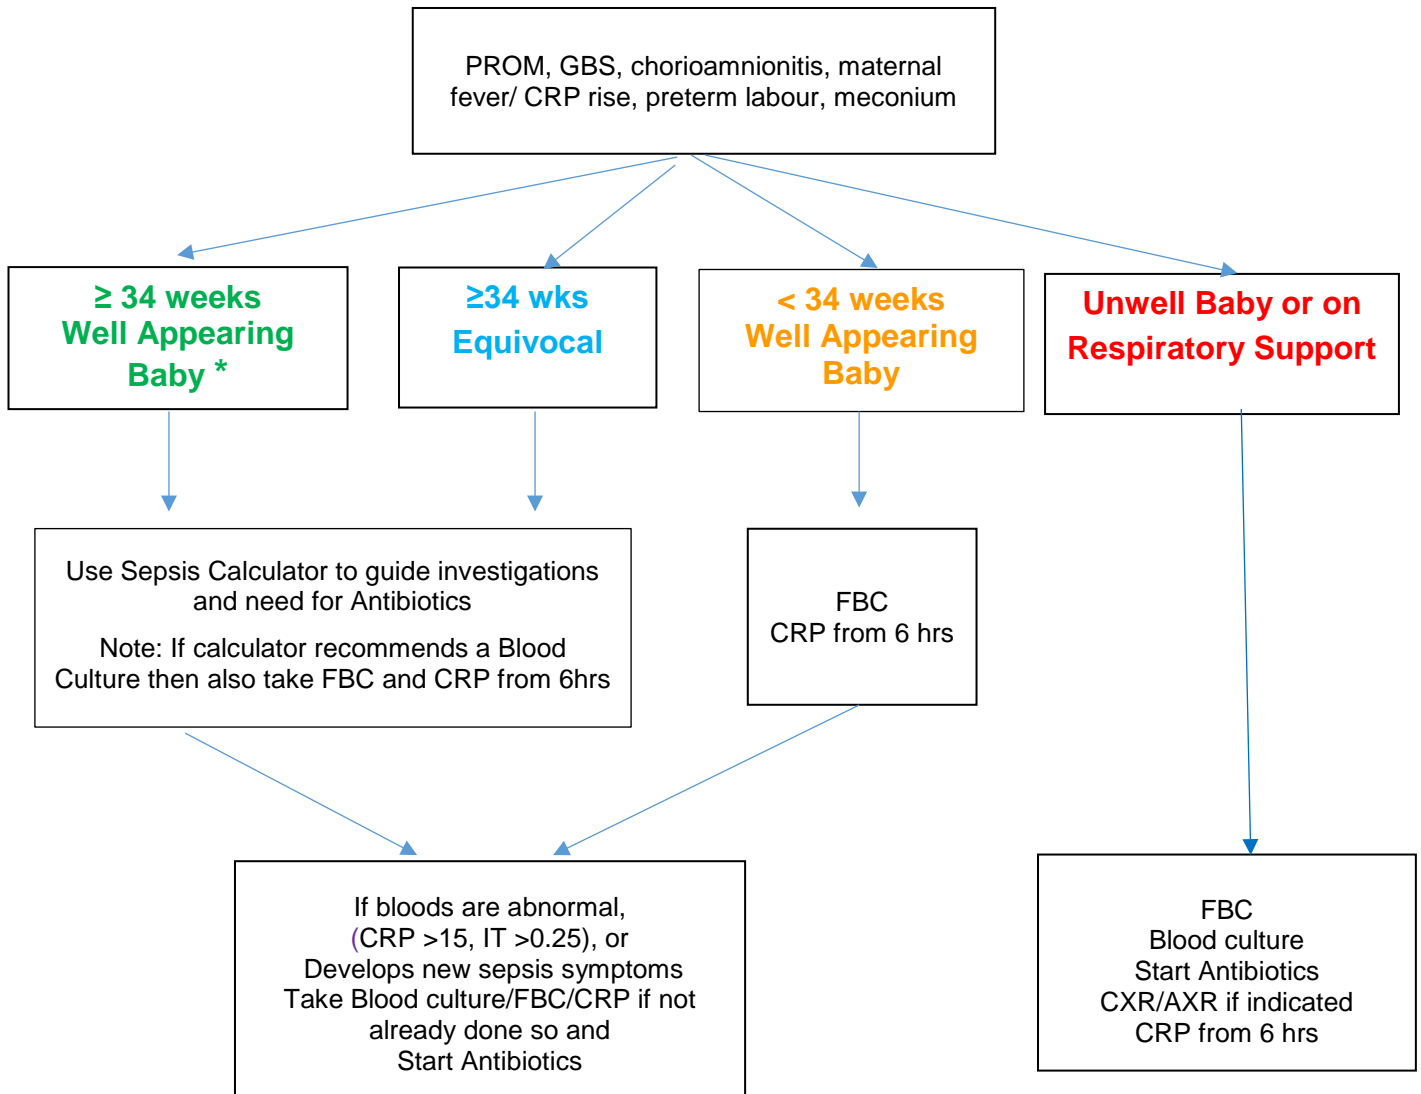 PROM, GBS, chorioamnionitis, maternal
fever/ CRP rise, preterm labour, meconium
≥ 34 weeks
Well Appearing
Baby *
≥34 wks
Equivocal
< 34 weeks
Well Appearing
Baby
Unwell Baby or on
Respiratory Support
Use Sepsis Calculator to guide investigations
and need for Antibiotics
Note: If calculator recommends a Blood
Culture then also take FBC and CRP from 6hrs
FBC
CRP from 6 hrs
If bloods are abnormal,
(CRP >15, IT >0.25), or
Develops new sepsis symptoms
Take Blood culture/FBC/CRP if not
already done so and
Start Antibiotics
FBC
Blood culture
Start Antibiotics
CXR/AXR if indicated
CRP from 6 hrs